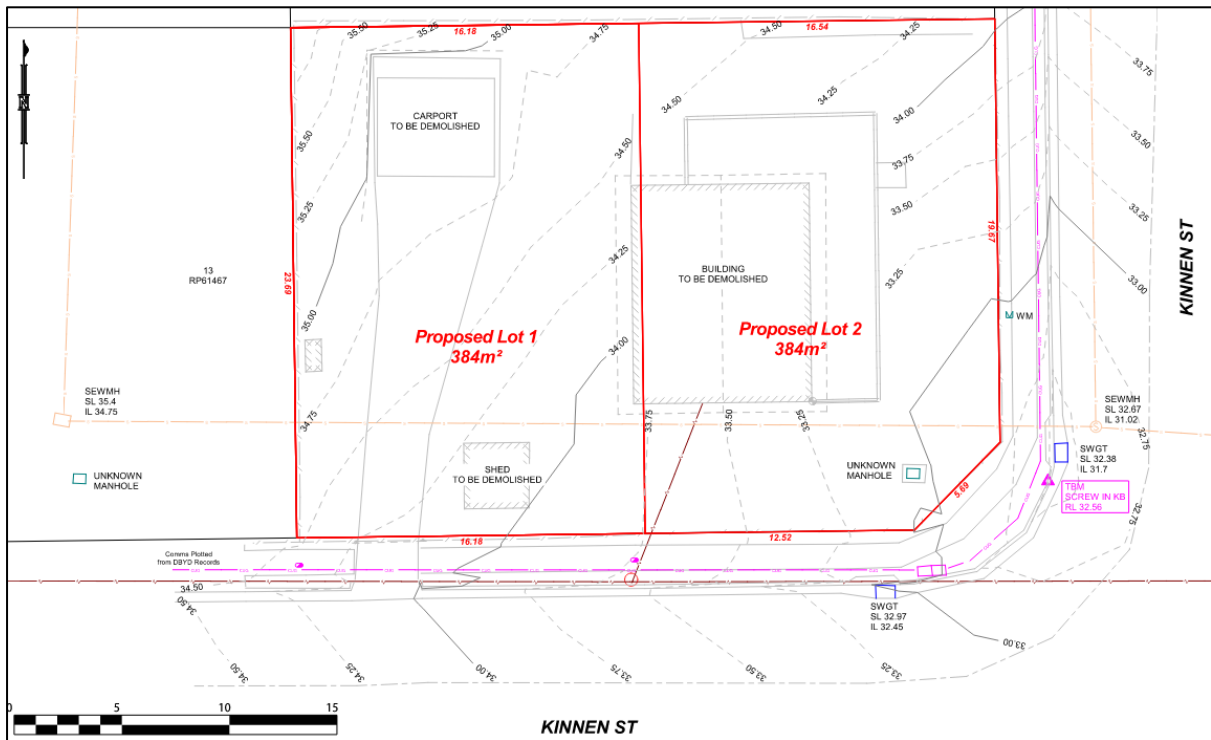 35.50
35.25
35.00
34.75
16.18
16.54
34.50
34.25
33.75
CARPORT
TO BE DEMOLISHED
34.50
34.25
34.00
33.50
35.50
34.50
33.75
35.25
33.50
33.25
KINNEN ST
23.69
13
RP61467
34.25
BUILDING
TO BE DEMOLISHED
19.67
33.25
33.00
35.00
Proposed Lot 1
384m²
Proposed Lot 2
384m²
WM
34.00
SEWMH
SL 35.4
IL 34.75
34.75
33.75
33.50
33.25
SEWMH
SL 32.67
IL 31.02
32.75
SWGT
SL 32.38
IL 31.7
UNKNOWN
MANHOLE
SHED
TO BE DEMOLISHED
UNKNOWN
MANHOLE
5.69
TBM
SCREW IN KB
RL 32.56
32.75
16.18
12.52
Comms Plotted
from DBYD Records
34.50
34.50
SWGT
SL 32.97
IL 32.45
33.00
34.50
34.25
34.00
33.75
33.50
33.25
0 5 10 15
KINNEN ST